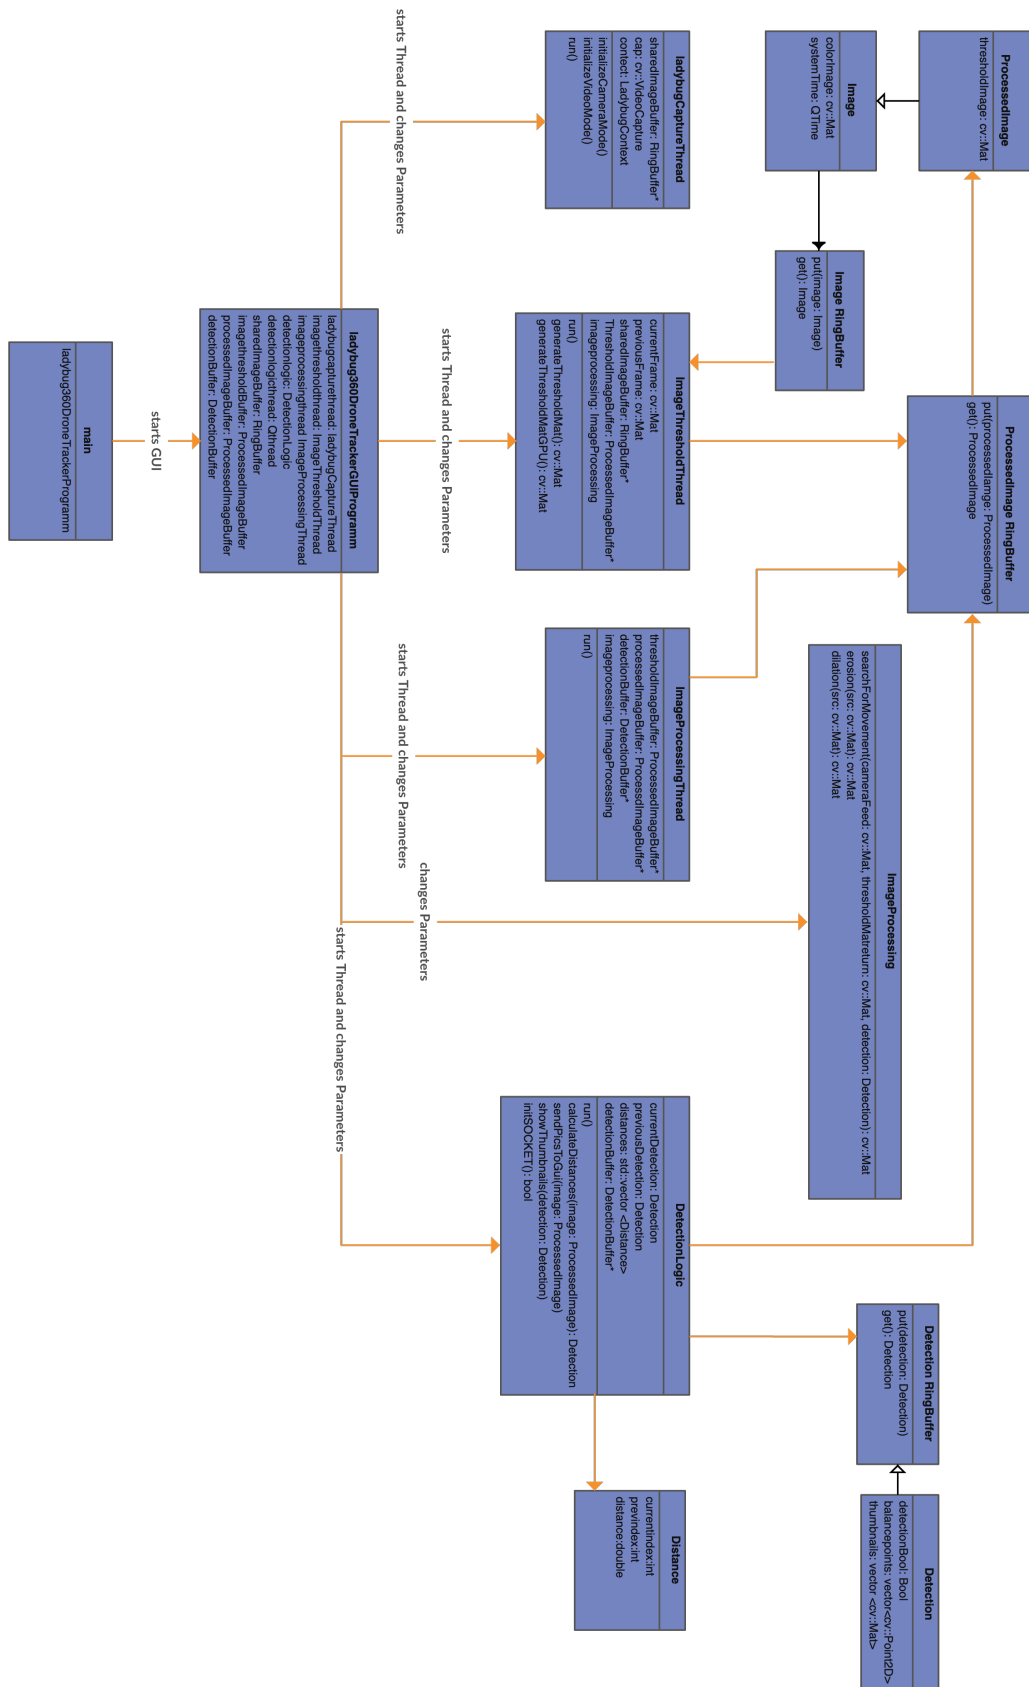 ProcessedImage
thresholdImage: cv::Mat
ProcessedImage RingBuffer
put(processedIamge: ProcessedImage)
get(): ProcessedImage
Detection RingBuffer
put(detection: Detection)
get(): Detection
Detection
detectionBool: Bool
balancepoints: vector<cv::Point2D>
thumbnails: vector <cv::Mat>
Image
colorImage: cv::Mat
systemTime: QTime
Image RingBuffer
put(image: Image)
get(): Image
ImageProcessing
searchForMovement(cameraFeed: cv::Mat, thresholdMatreturn: cv::Mat, detection: Detection): cv::Mat
erosion(src: cv::Mat): cv::Mat
dilation(src: cv::Mat): cv::Mat
ladybugCaptureThread
sharedImageBuffer: RingBuffer*
cap: cv::VideoCapture
contect: LadybugContext
initializeCameraMode()
initializeVideoMode()
run()
ImageThresholdThread
currentFrame: cv::Mat
previousFrame: cv::Mat
sharedImageBuffer: RingBuffer*
ThresholdImageBuffer: ProcessedImageBuffer*
imageprocessing: ImageProcessing
run()
generateThresholdMat(): cv::Mat
generateThresholdMatGPU(): cv::Mat
ImageProcessingThread
thresholdImageBuffer: ProcessedImageBuffer*
processedImageBuffer: ProcessdImageBuffer*
detectionBuffer: DetectionBuffer*
imageprocessing: ImageProcessing
run()
DetectionLogic
currentDetection: Detection
previousDetection: Detection
distances: std::vector <Distance>
detectionBuffer: DetectionBuffer*
run()
calculateDistances(image: ProcessedImage): Detection
sendPicsToGui(image: ProcessedImage)
showThumbnails(detection: Detection)
initSOCKET(): bool
Distance
currentindex:int
previndex:int
distance:double
starts Thread and changes Parameters
starts Thread and changes Parameters
starts Thread and changes Parameters
changes Parameters
starts Thread and changes Parameters
ladybug360DroneTrackerGUIProgramm
ladybugcapturethread: ladybugCaptureThread
imagethresholdthread: ImageThresholdThread
imageprocessingthread ImageProcessingThread
detectionlogic: DetectionLogic
detectionlogicthread: Qthread
sharedImageBuffer: RingBuffer
imagethresholdBuffer: ProcessedImageBuffer
processedImageBuffer: ProcessedImageBuffer
detectionBuffer: DetectionBuffer
starts GUI
main
ladybug360DroneTrackerProgramm